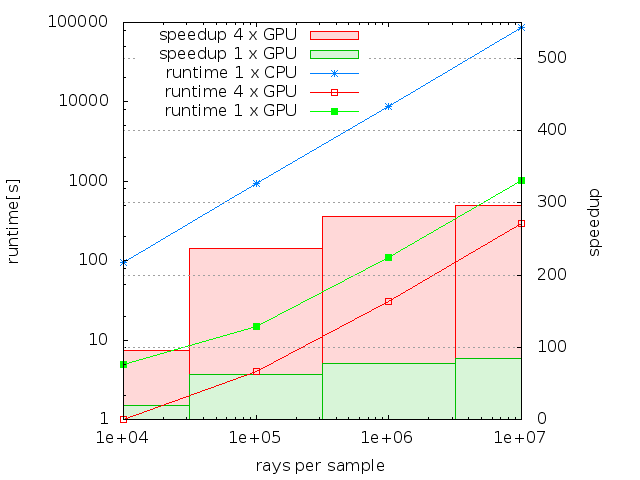 speedup 4 x GPU
speedup 1 x GPU
runtime 1 x CPU
runtime 4 x GPU
runtime 1 x GPU
100000
10000
1000
100
10
1
runtime[s]
500
400
300
200
100
0
speedup
1e+04 1e+05 1e+06 1e+07
rays per sample